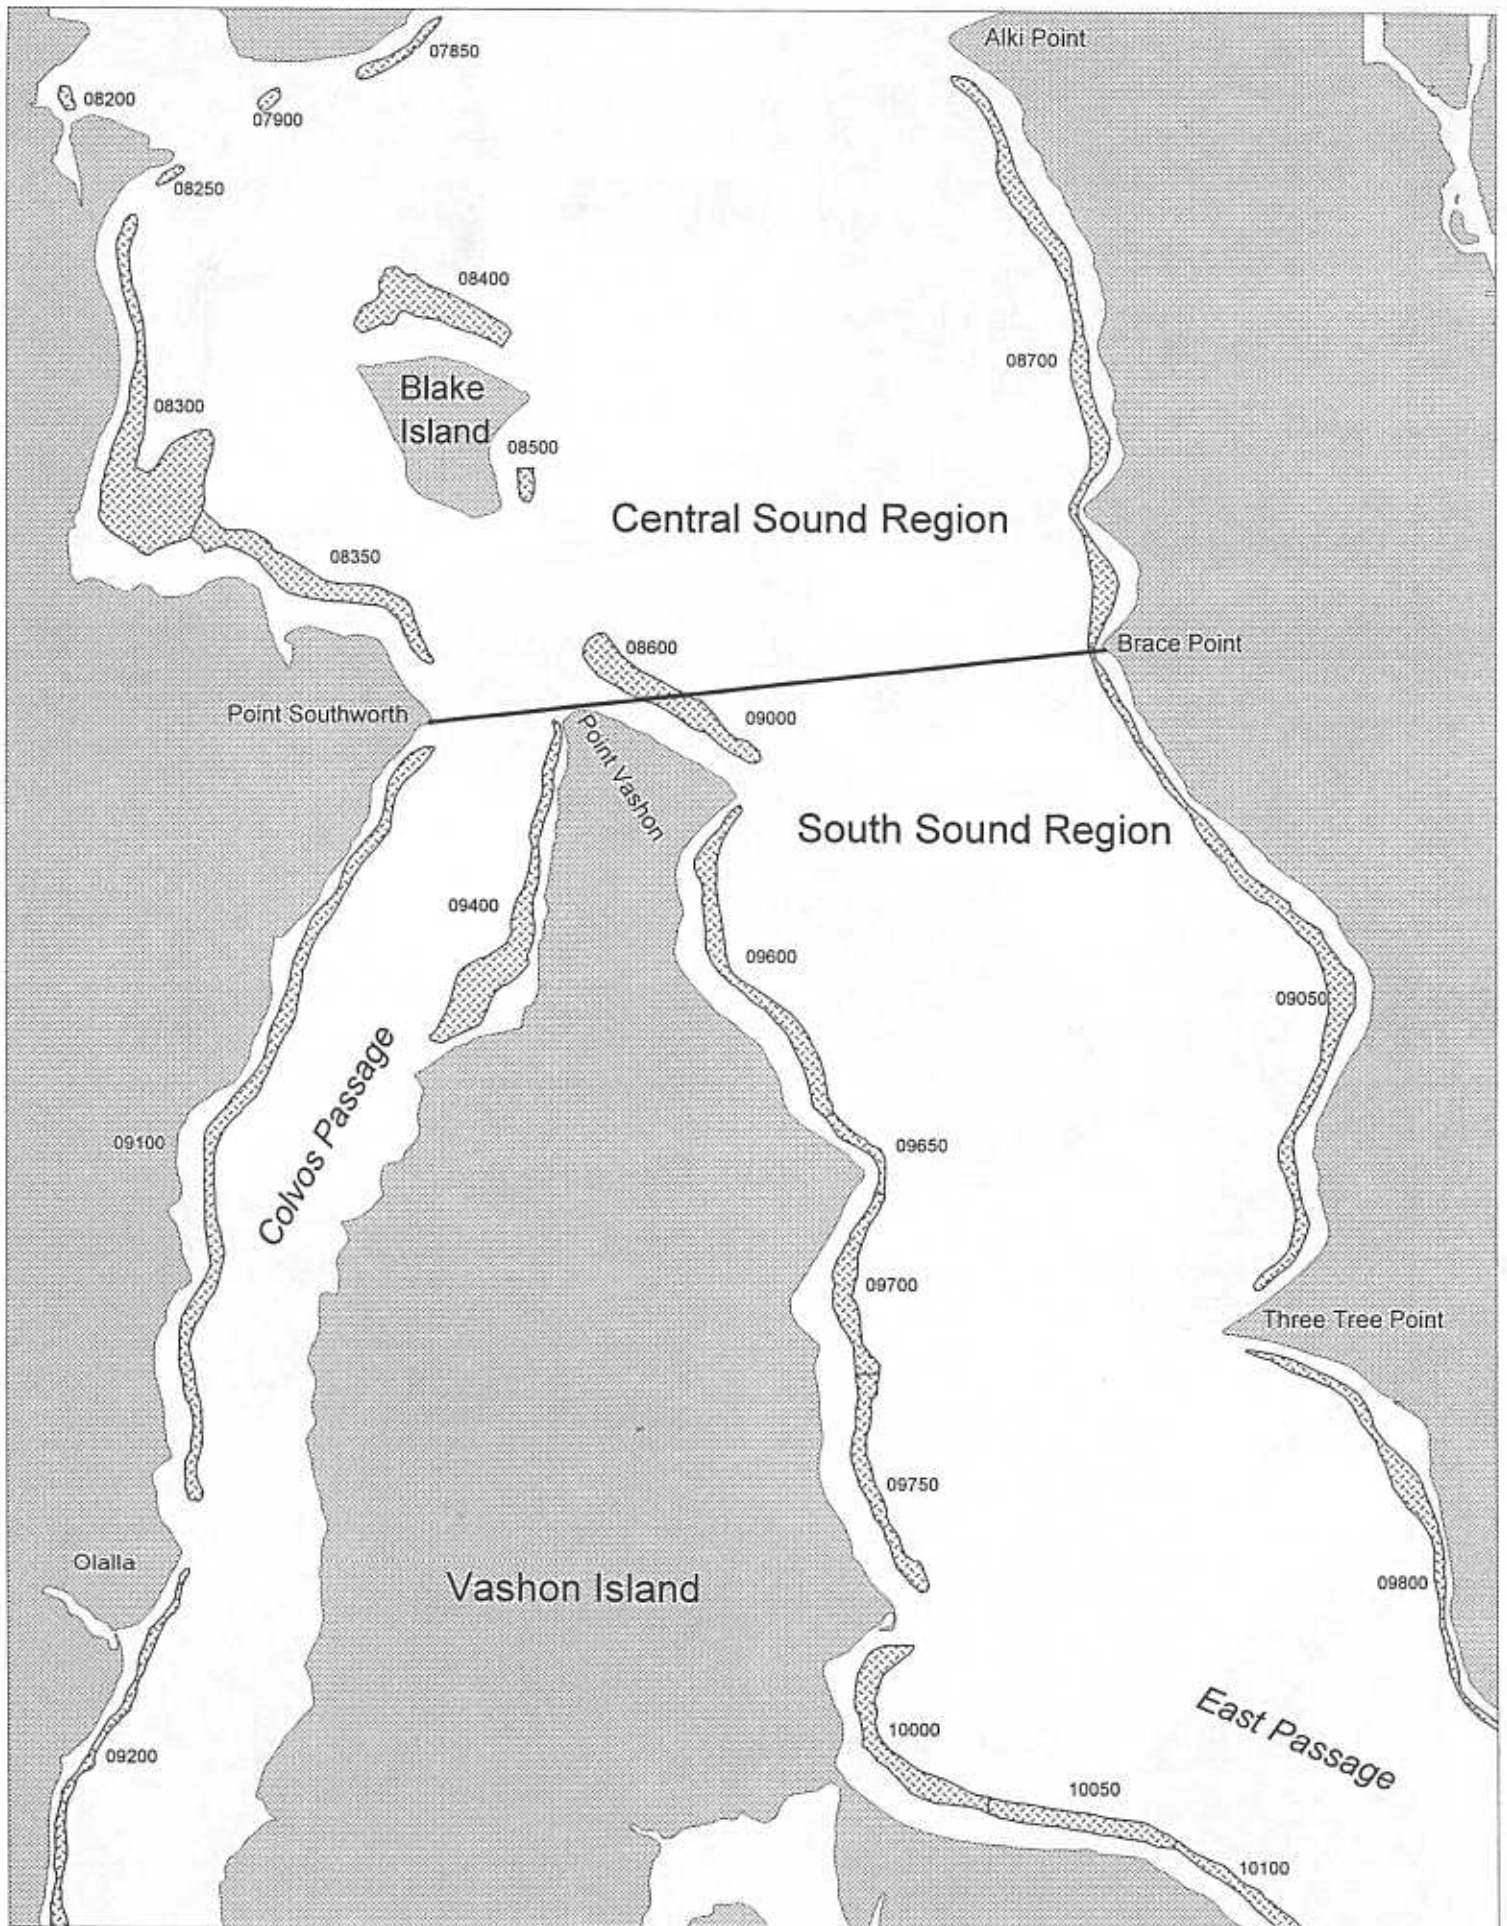 Alki Point
07850
08200
07900
08250
08400
08700
Blake
Island
08300
08500
Central Sound Region
08350
Brace Point
08600
Point Southworth
09000
Point Vashon
South Sound Region
09400
09600
09050
Colvos Passage
09100
09650
09700
Three Tree Point
09750
Olalla
09800
Vashon Island
East Passage
10000
09200
10050
10100